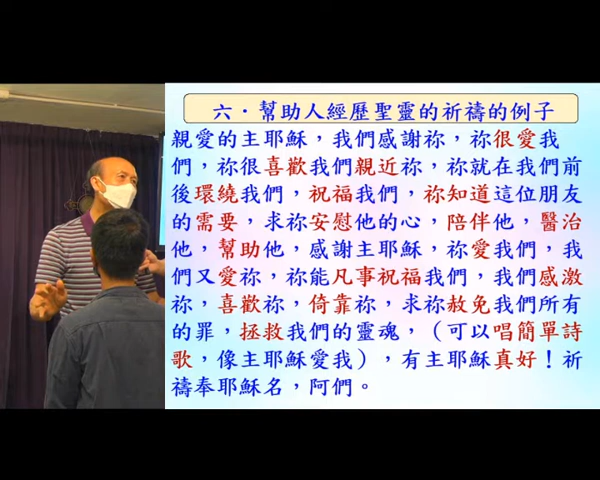 六．幫助人經歷聖靈的祈禱的例子
親愛的主耶穌，我們感謝祢，祢很愛我
們，祢很喜歡我們親近祢，祢就在我們前
後環繞我們，祝福我們，祢知道這位朋友
的需要，求祢安慰他的心，陪伴他，醫治
他，幫助他，感謝主耶穌，祢愛我們，我
們又愛祢，祢能凡事祝福我們，我們感激
祢，喜歡祢，倚靠祢，求祢赦免我們所有
的罪，拯救我們的靈魂，（可以唱簡單詩
歌，像主耶穌愛我），有主耶穌真好！祈
禱奉耶穌名，阿們。